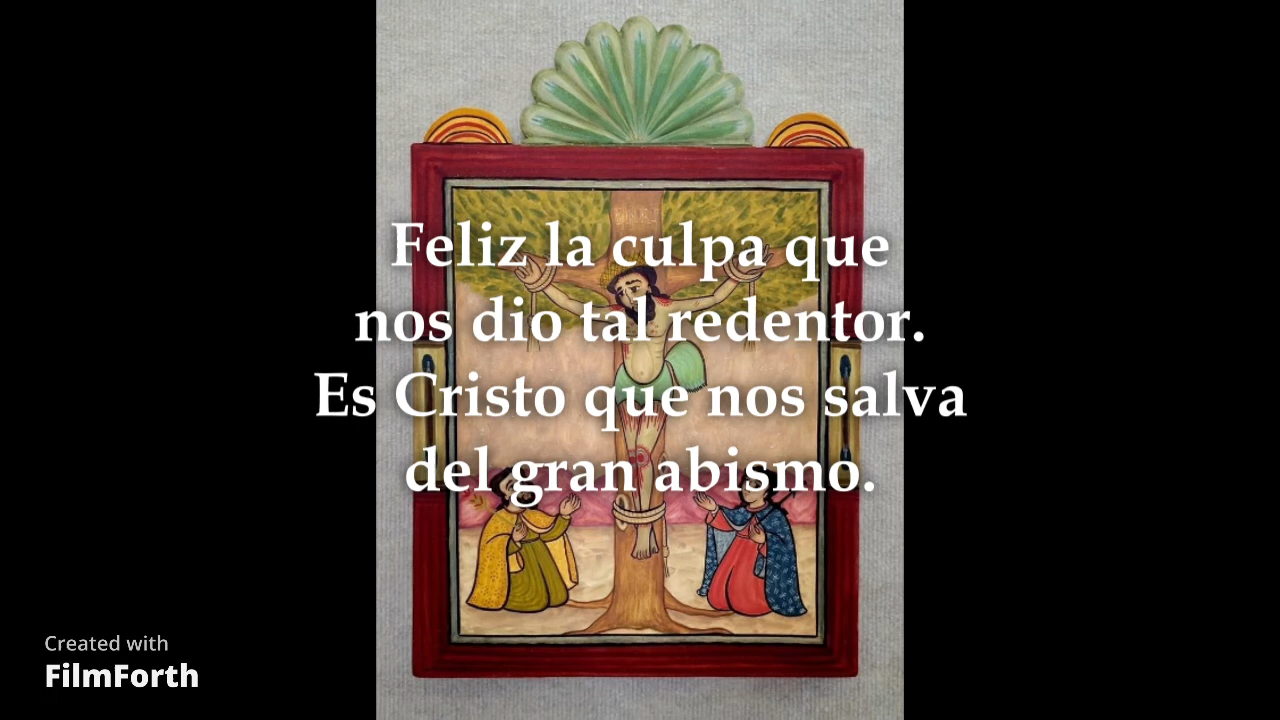 Feliz la culpa que
nos dio tal redentor.
Es Cristo que nos salva
del gran abismo.
Created with
FilmForth